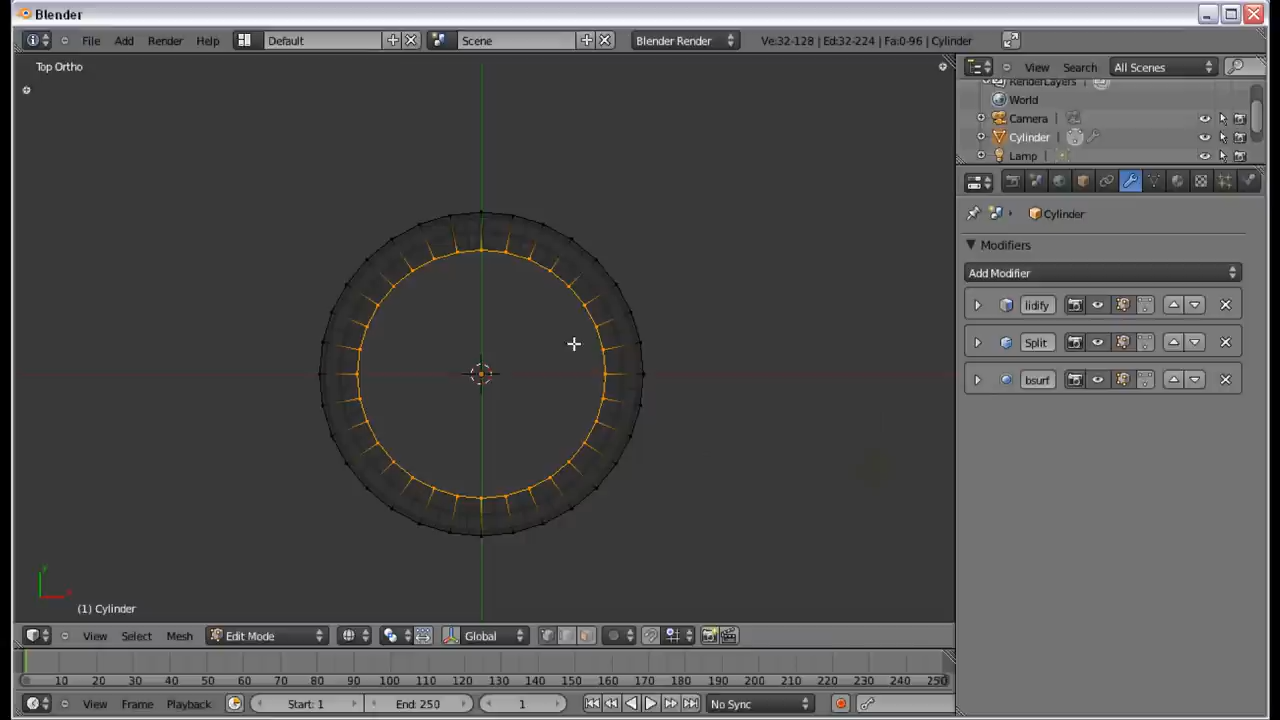 Blender
File Add Render Help Default Scene Blender Render Ve:32-128 | Ed:32-224 | Fa:0-96 | Cylinder
Top Ortho
View Search All Scenes
RenderLayers
World
Camera
Cylinder
Lamp
Cylinder
Modifiers
Add Modifier
lidify
Split
bsurf
y
x
(1) Cylinder
View Select Mesh Edit Mode Global
10 20 30 40 50 60 70 80 90 100 110 120 130 140 150 160 170 180 190 200 210 220 230 240 250
View Frame Playback Start: 1 End: 250 1 No Sync